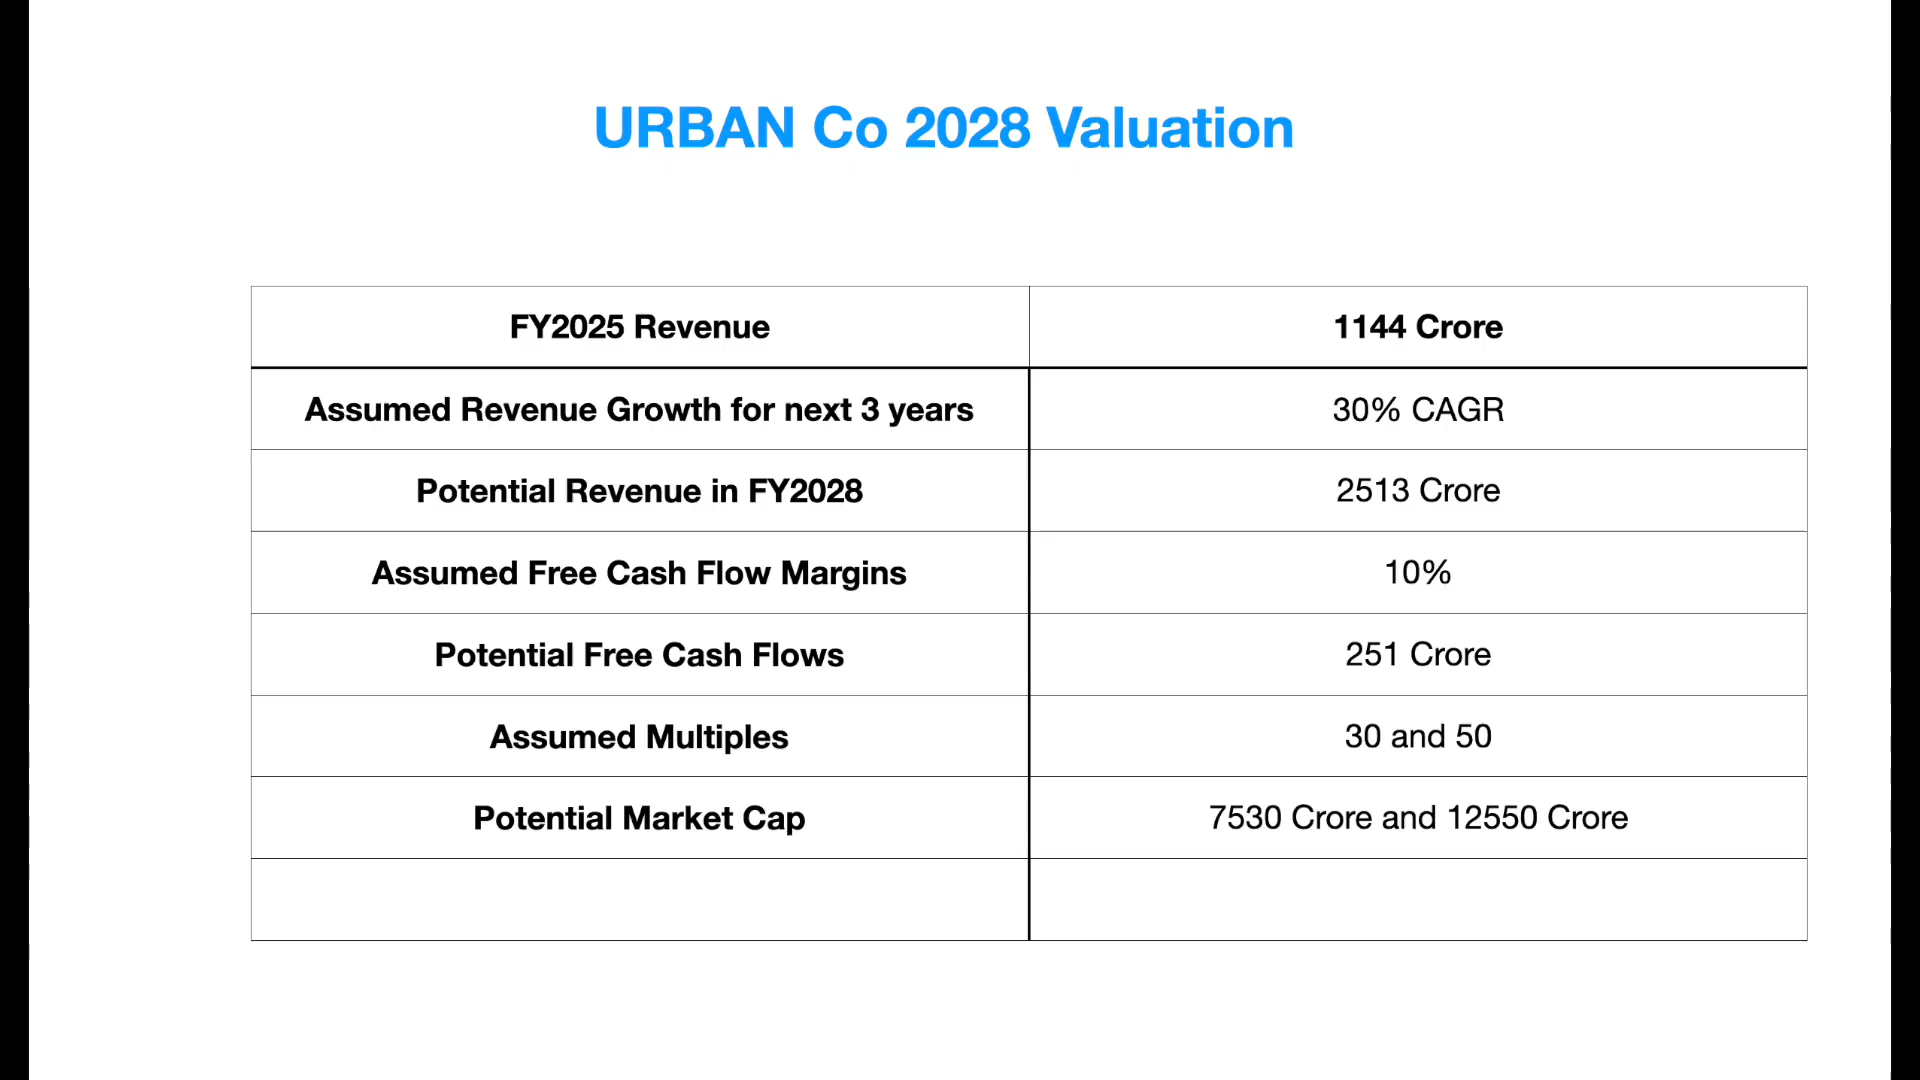 URBAN Co 2028 Valuation
FY2025 Revenue 1144 Crore
Assumed Revenue Growth for next 3 years 30% CAGR
Potential Revenue in FY2028 2513 Crore
Assumed Free Cash Flow Margins 10%
Potential Free Cash Flows 251 Crore
Assumed Multiples 30 and 50
Potential Market Cap 7530 Crore and 12550 Crore